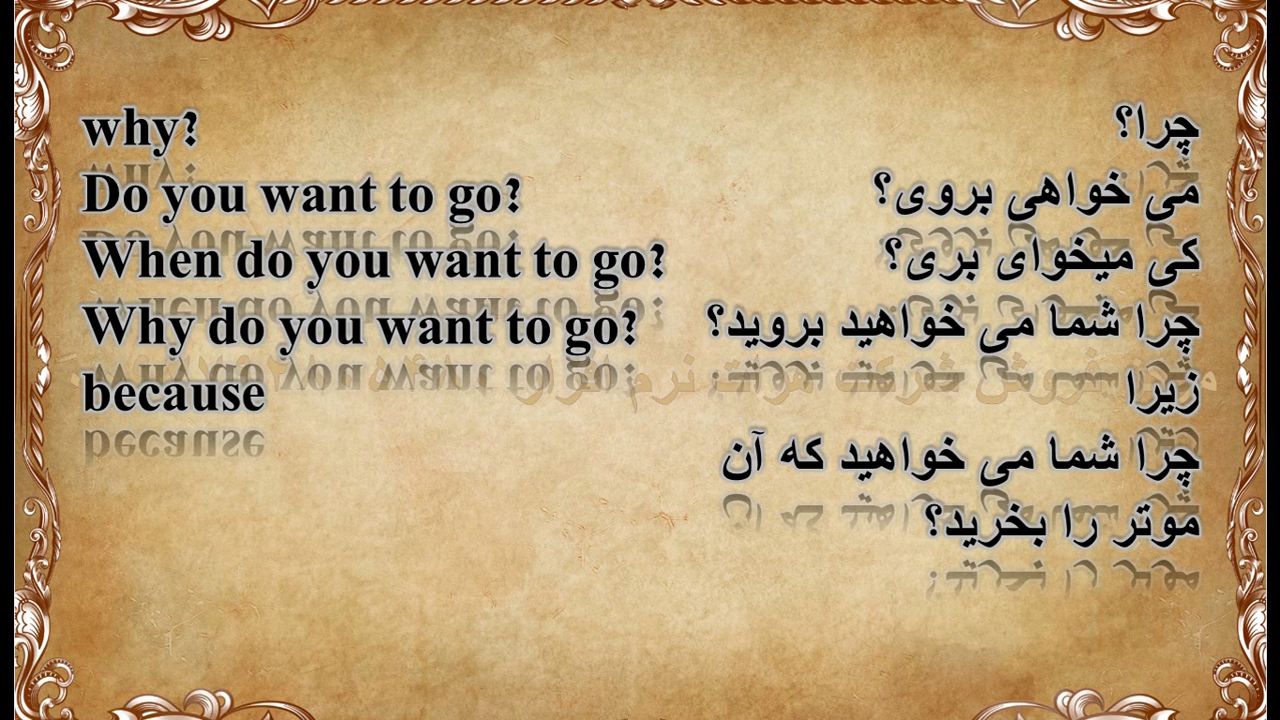 why?
Do you want to go?
When do you want to go?
Why do you want to go?
because
چرا؟
می خواهی بروی؟
کی میخوای بری؟
چرا شما می خواهید بروید؟
زیرا
چرا شما می خواهید که آن
موتر را بخرید؟